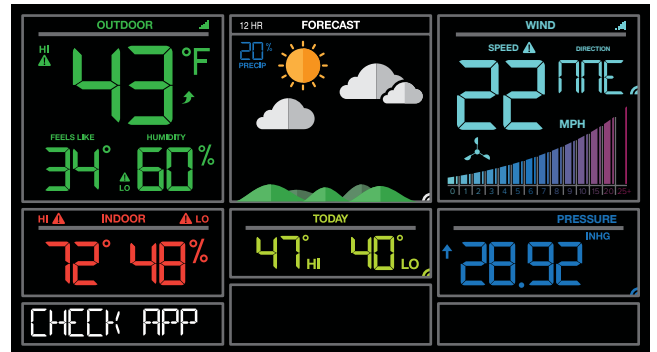 OUTDOOR
HI
43°F
FEELS LIKE
34°
HUMIDITY
LO
60%
12 HR FORECAST
20%
PRECIP
WIND
SPEED
DIRECTION
22
NNE
MPH
0 1 2 3 4 5 6 7 8 9 10 15 20 25+
HI INDOOR LO
72° 48%
TODAY
47° HI 40° LO
PRESSURE
INHG
28.92
CHECK APP